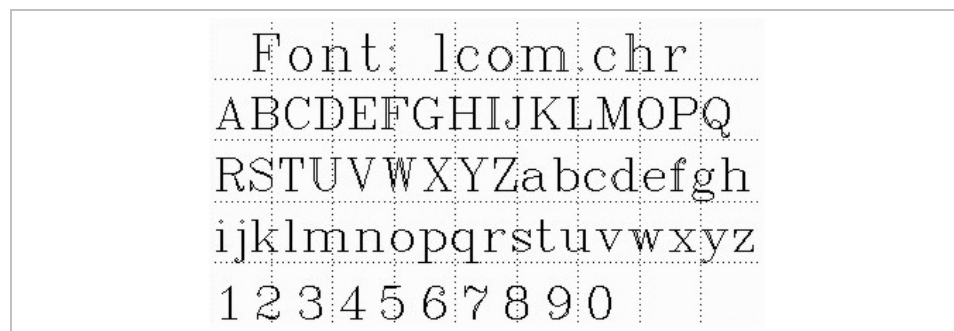 Font: lcom.chr
ABCDEFGHIJKLMOPQ
RSTUVWXYZabcdefgh
ijklmnopqrstuvwxyz
1234567890